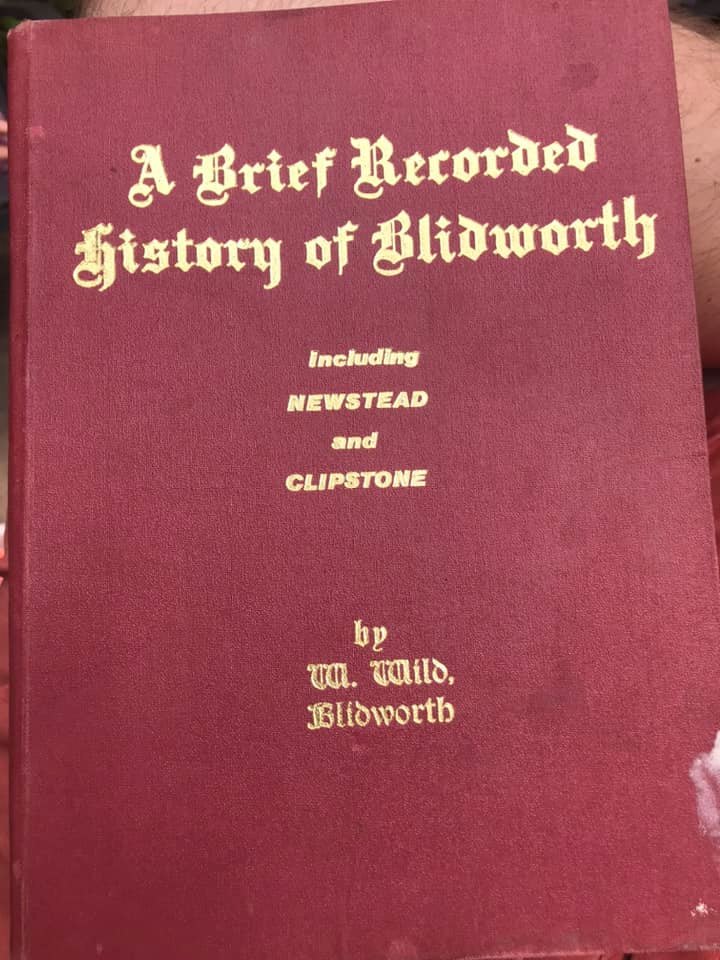 A Brief Recorded
History of Blidworth
Including
NEWSTEAD
and
CLIPSTONE
by
W. Wild,
Blidworth